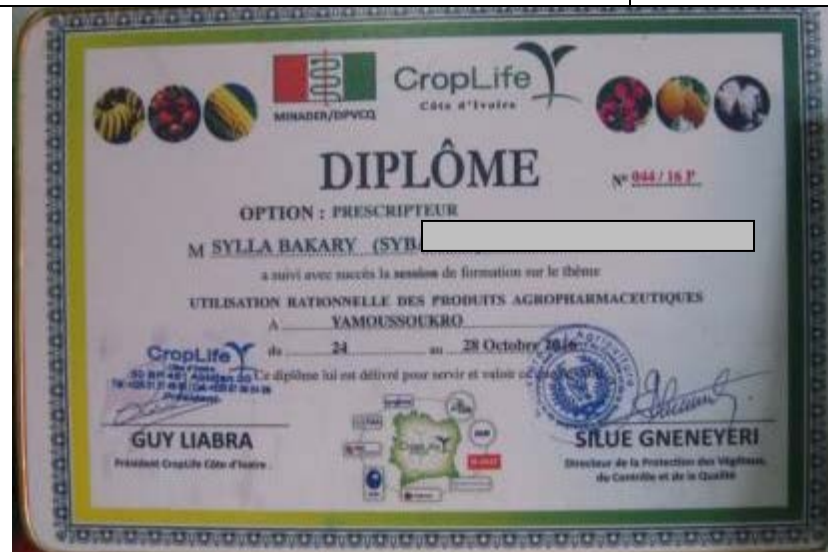 MINADER/DPVCQ
CropLife
Côte d'Ivoire
DIPLÔME
N° 044 / 16 P
OPTION : PRESCRIPTEUR
M SYLLA BAKARY (SYB
a suivi avec succès la session de formation sur le thème
UTILISATION RATIONNELLE DES PRODUITS AGROPHARMACEUTIQUES
A YAMOUSSOUKRO
du 24 au 28 Octobre
CropLife
Ce diplôme lui est délivré pour servir et valoir
Président
CropLife
GUY LIABRA
Président CropLife Côte d'Ivoire
SILUE GNENEYERI
Directeur de la Protection des Végétaux,
du Contrôle et de la Qualité